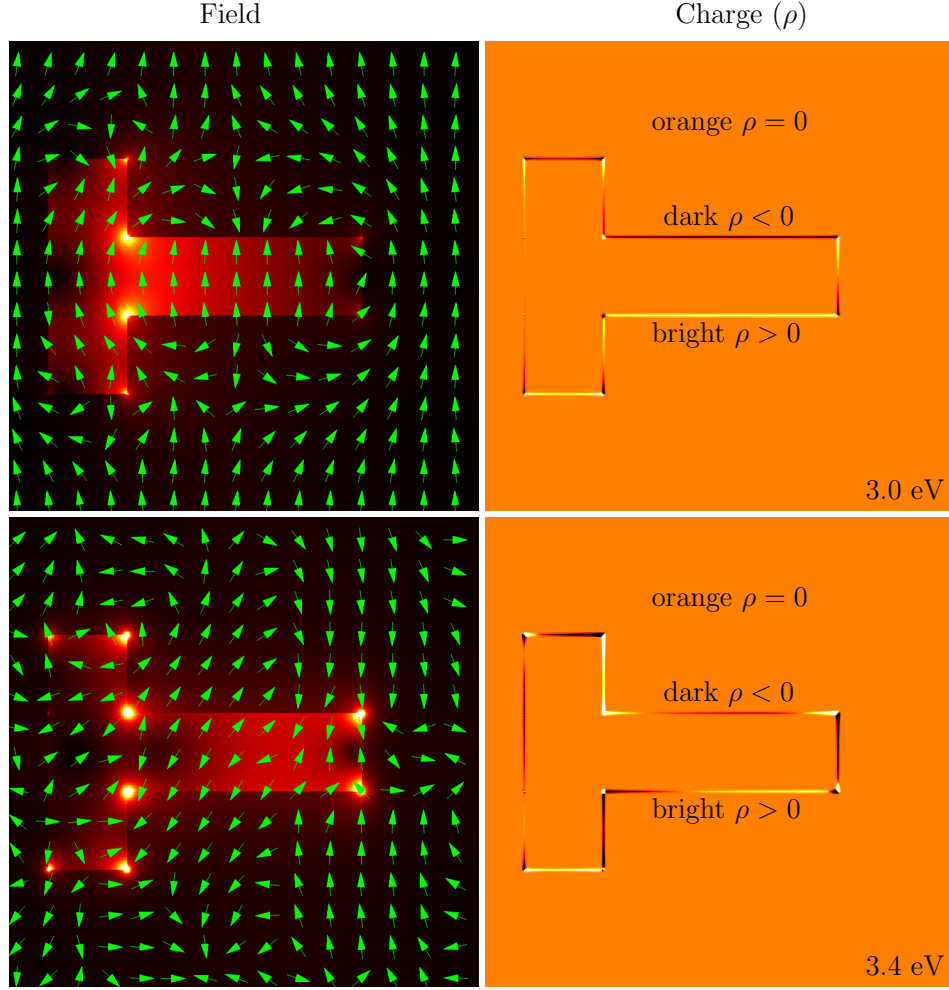 Field
Charge (ρ)
orange ρ = 0
dark ρ < 0
bright ρ > 0
3.0 eV
orange ρ = 0
dark ρ < 0
bright ρ > 0
3.4 eV